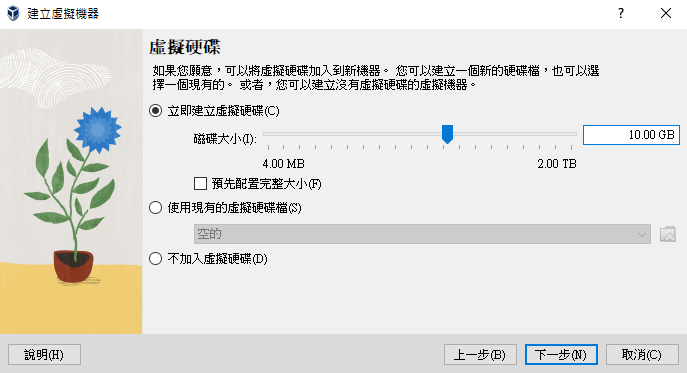 建立虛擬機器
虛擬硬碟
如果您願意，可以將虛擬硬碟加入到新機器。 您可以建立一個新的硬碟檔，也可以選
擇一個現有的。 或者，您可以建立沒有虛擬硬碟的虛擬機器。
立即建立虛擬硬碟(C)
磁碟大小(I): 10.00 GB
4.00 MB 2.00 TB
預先配置完整大小(F)
使用現有的虛擬硬碟檔(S)
空的
不加入虛擬硬碟(D)
說明(H) 上一步(B) 下一步(N) 取消(C)